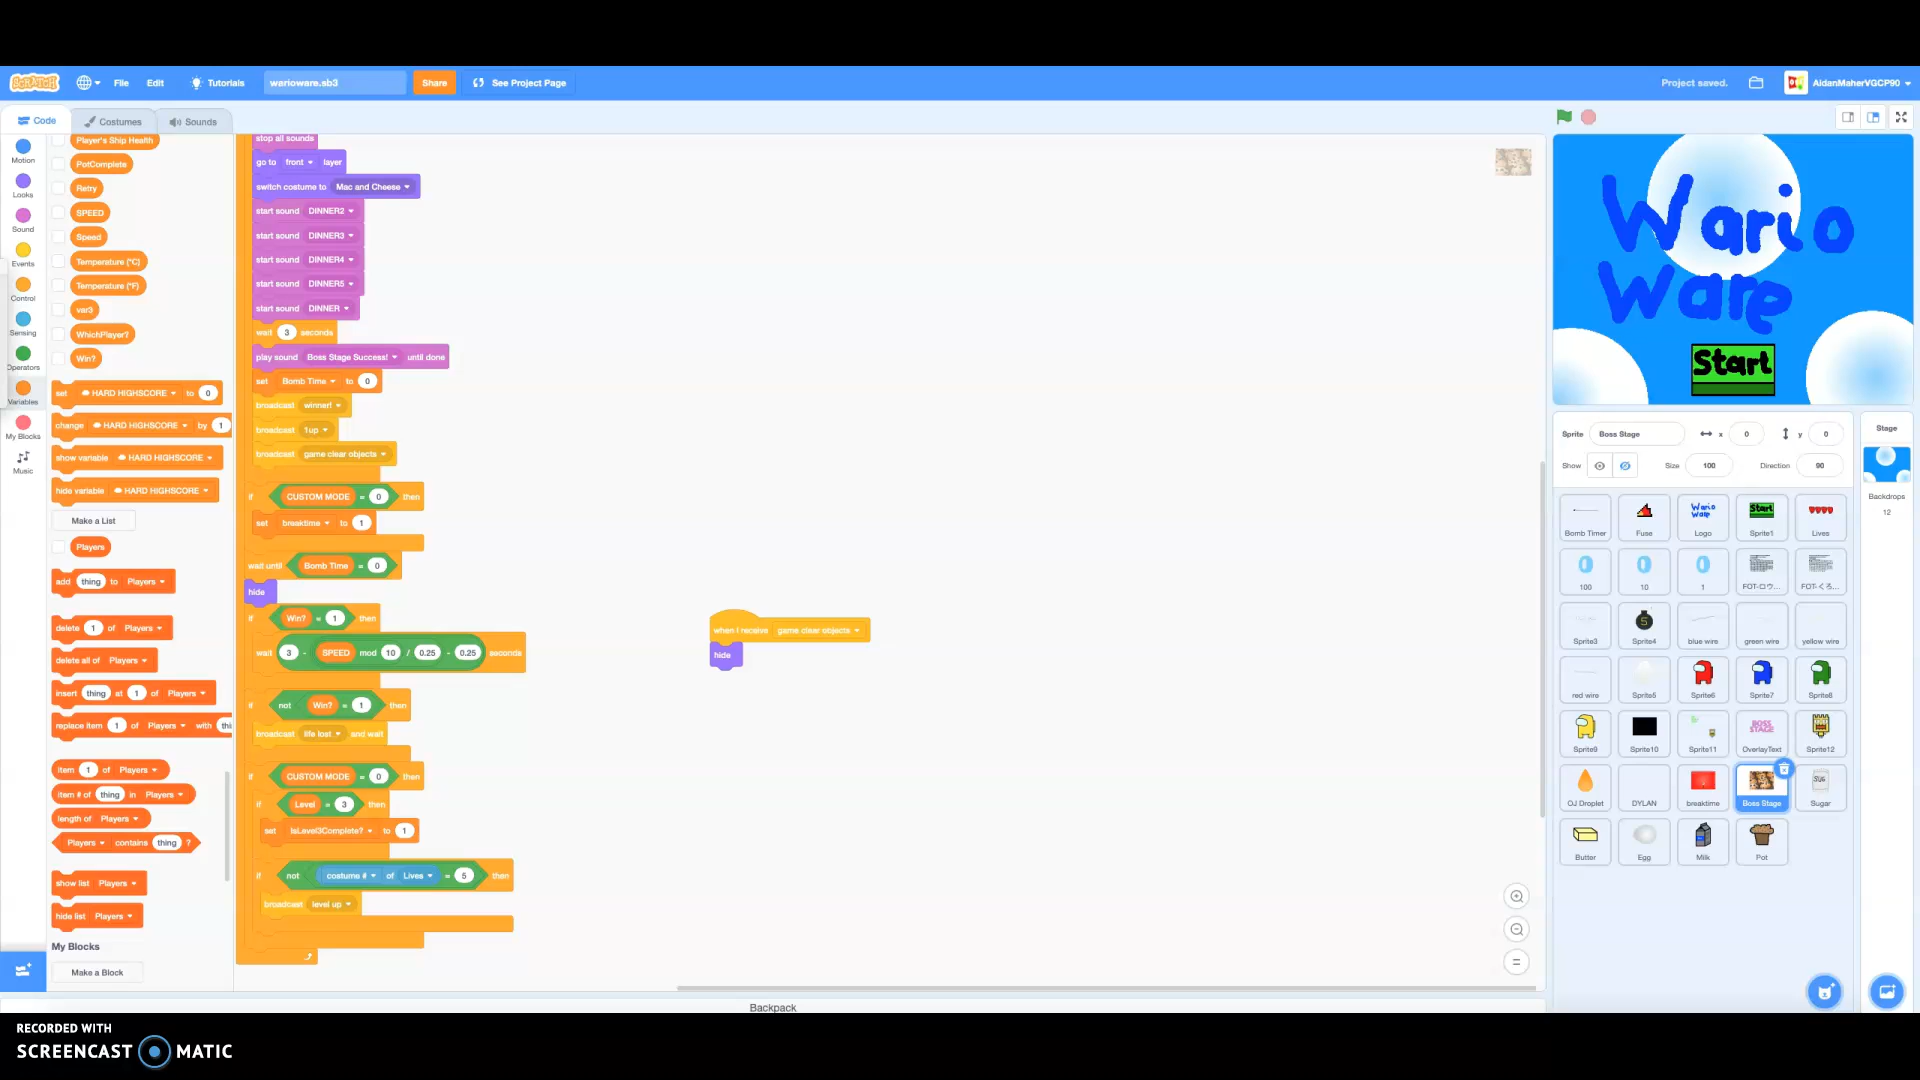 SCRATCH File Edit Tutorials warioware.sb3 Share See Project Page Project saved. AidanMaherVGCP90
Code Costumes Sounds
Motion
Looks
Sound
Events
Control
Sensing
Operators
Variables
My Blocks
Music
Player's Ship Health
PotComplete
Retry
SPEED
Speed
Temperature (°C)
Temperature (°F)
var3
WhichPlayer?
Win?
set HARD HIGHSCORE to 0
change HARD HIGHSCORE by 1
show variable HARD HIGHSCORE
hide variable HARD HIGHSCORE
Make a List
Players
add thing to Players
delete 1 of Players
delete all of Players
insert thing at 1 of Players
replace item 1 of Players with
item 1 of Players
item # of thing in Players
length of Players
Players contains thing ?
show list Players
hide list Players
My Blocks
Make a Block
stop all sounds
go to front layer
switch costume to Mac and Cheese
start sound DINNER2
start sound DINNER3
start sound DINNER4
start sound DINNER5
start sound DINNER
wait 3 seconds
play sound Boss Stage Success! until done
set Bomb Time to 0
broadcast winner!
broadcast 1up
broadcast game clear objects
if CUSTOM MODE = 0 then
set breaktime to 1
wait until Bomb Time = 0
hide
if Win? = 1 then
wait 3 - SPEED mod 10 / 0.25 - 0.25 seconds
if not Win? = 1 then
broadcast life lost and wait
if CUSTOM MODE = 0 then
if Level = 3 then
set IsLevel3Complete? to 1
if not costume # of Lives = 5 then
broadcast level up
when I receive game clear objects
hide
Backpack
Wario
Ware
Start
Sprite Boss Stage x 0 y 0
Show Size 100 Direction 90
Stage
Backdrops
12
Bomb Timer Fuse Logo Sprite1 Lives
100 10 1 FOT-ロウ... FOT-くろ...
Sprite3 Sprite4 blue wire green wire yellow wire
red wire Sprite5 Sprite6 Sprite7 Sprite8
Sprite9 Sprite10 Sprite11 OverlayText Sprite12
OJ Droplet DYLAN breaktime Boss Stage Sugar
Butter Egg Milk Pot
RECORDED WITH
SCREENCAST MATIC